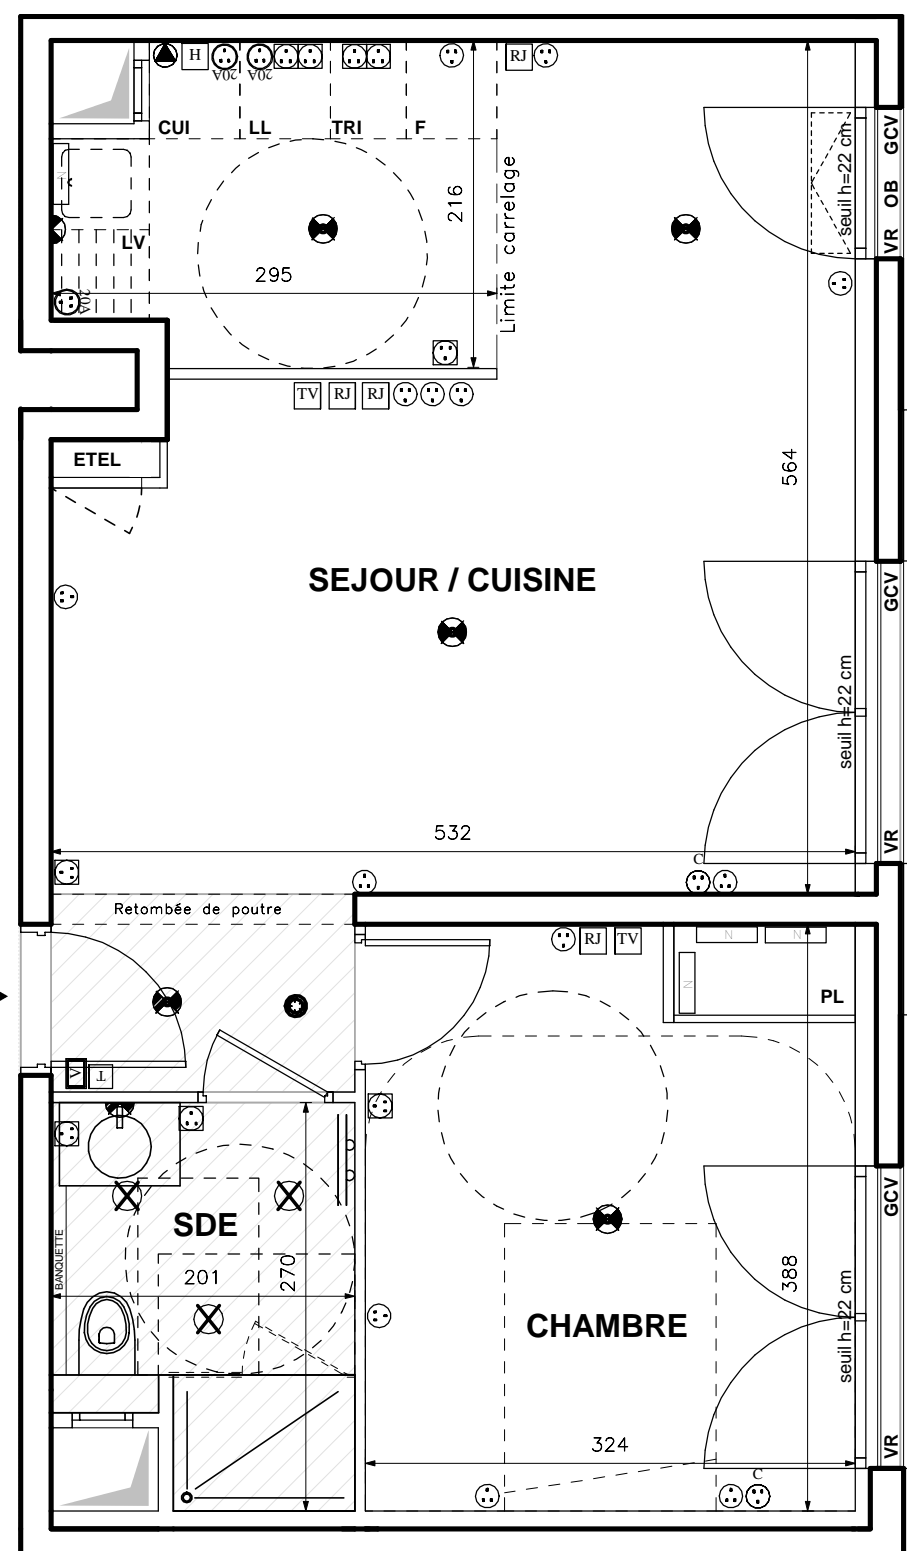 H
20A
20A
RJ
CUI
LL
TRI
F
N
LV
20A
295
216
Limite carrelage
seuil h=22 cm
VR OB GCV
TV
RJ
RJ
ETEL
564
SEJOUR / CUISINE
GCV
seuil h=22 cm
VR
532
C
Retombée de poutre
RJ
TV
N
N
N
PL
V
T
BANQUETTE
SDE
201
270
CHAMBRE
388
GCV
seuil h=22 cm
VR
324
C